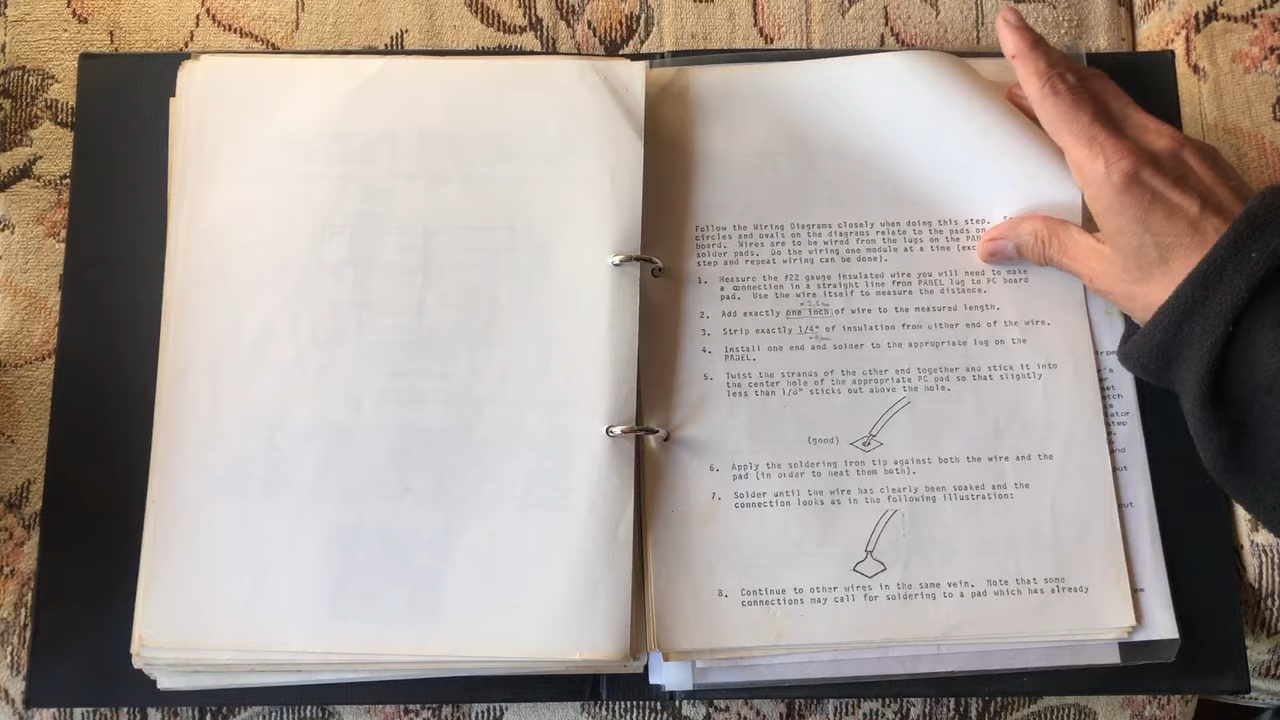 Follow the Wiring Diagrams closely when doing this step.
circles and ovals on the diagrams relate to the pads on
board. Wires are to be wired from the lugs on the
solder pads. Do the wiring one module at a time
step and repeat wiring can be done).
1. Measure the #22 gauge insulated wire you will need to make
a connection in a straight line from PANEL lug to PC board
pad. Use the wire itself to measure the distance.
2. Add exactly one inch of wire to the measured length.
3. Strip exactly 1/4" of insulation from either end of the wire.
4. Install one end and solder to the appropriate lug on the
PANEL.
5. Twist the strands of the other end together and stick it into
the center hole of the appropriate PC pad so that slightly
less than 1/8" sticks out above the hole.
(good)
6. Apply the soldering iron tip against both the wire and the
pad (in order to heat them both).
7. Solder until the wire has clearly been soaked and the
connection looks as in the following illustration:
8. Continue to other wires in the same vein. Note that some
connections may call for soldering to a pad which has already